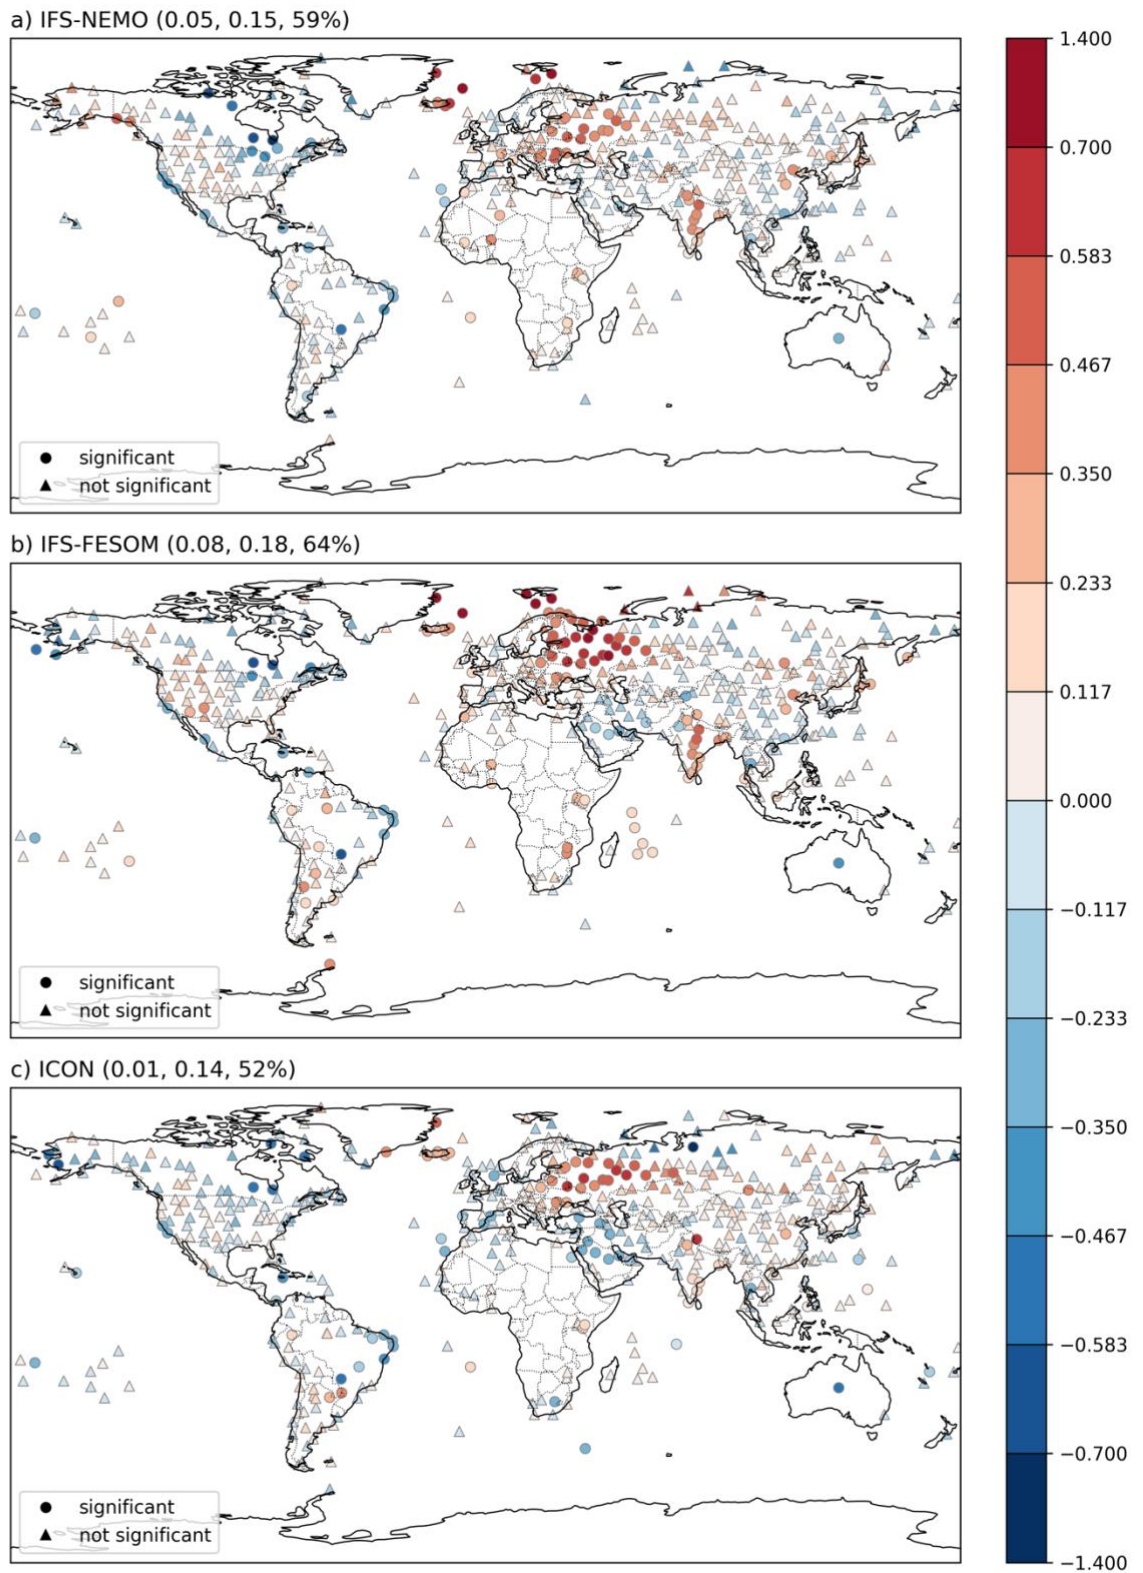 a) IFS-NEMO (0.05, 0.15, 59%)
significant
not significant
b) IFS-FESOM (0.08, 0.18, 64%)
significant
not significant
c) ICON (0.01, 0.14, 52%)
significant
not significant
1.400
0.700
0.583
0.467
0.350
0.233
0.117
0.000
−0.117
−0.233
−0.350
−0.467
−0.583
−0.700
−1.400